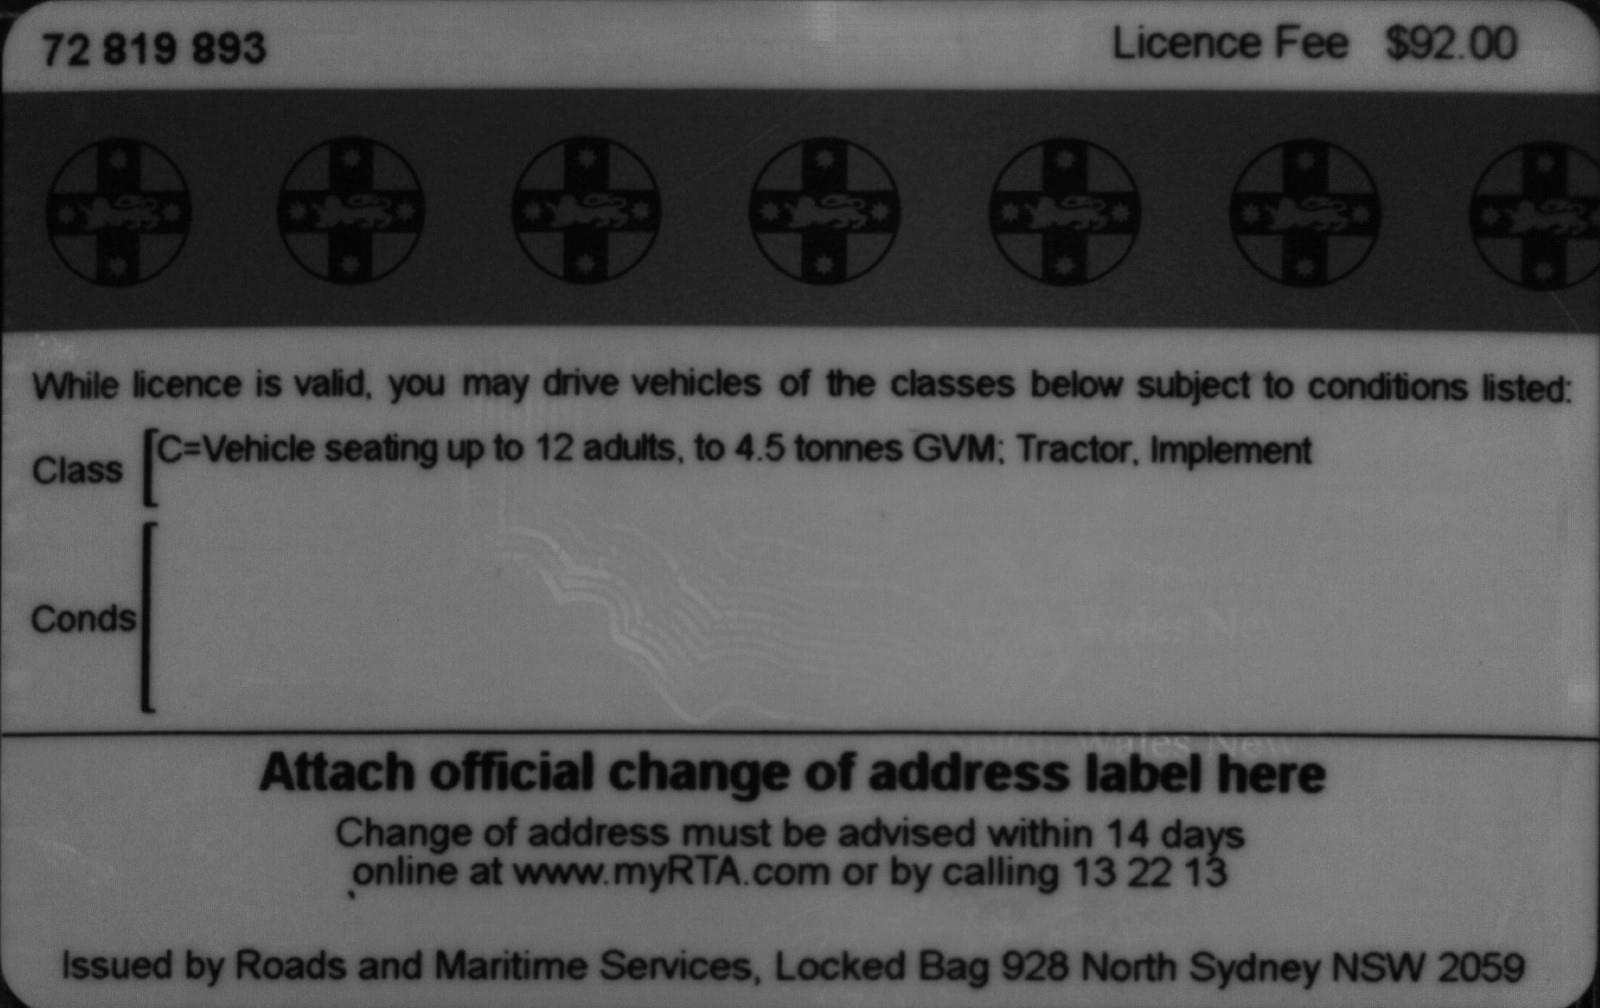 72 819 893 Licence Fee $92.00
While licence is valid, you may drive vehicles of the classes below subject to conditions listed:
Class [C=Vehicle seating up to 12 adults, to 4.5 tonnes GVM; Tractor, Implement
Conds [
Wales New
Wales New
Attach official change of address label here
Change of address must be advised within 14 days
online at www.myRTA.com or by calling 13 22 13
Issued by Roads and Maritime Services, Locked Bag 928 North Sydney NSW 2059